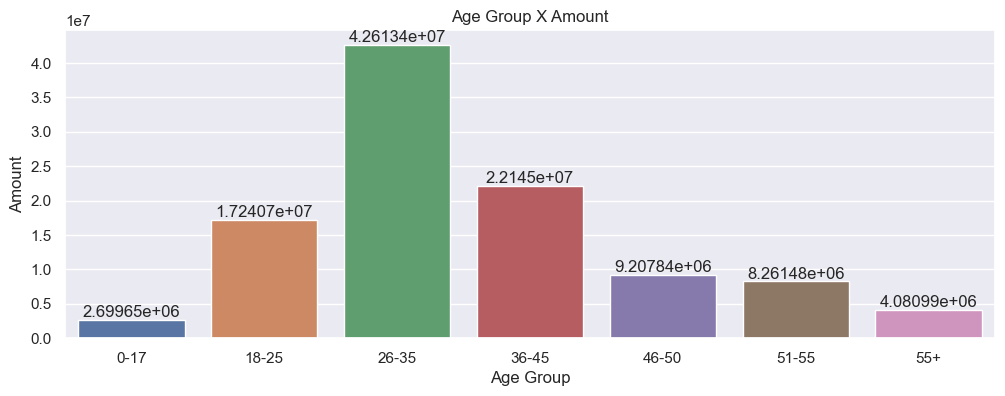 Age Group X Amount
1e7
4.0
3.5
3.0
2.5
2.0
1.5
1.0
0.5
0.0
Amount
2.69965e+06
1.72407e+07
4.26134e+07
2.2145e+07
9.20784e+06
8.26148e+06
4.08099e+06
0-17 18-25 26-35 36-45 46-50 51-55 55+
Age Group